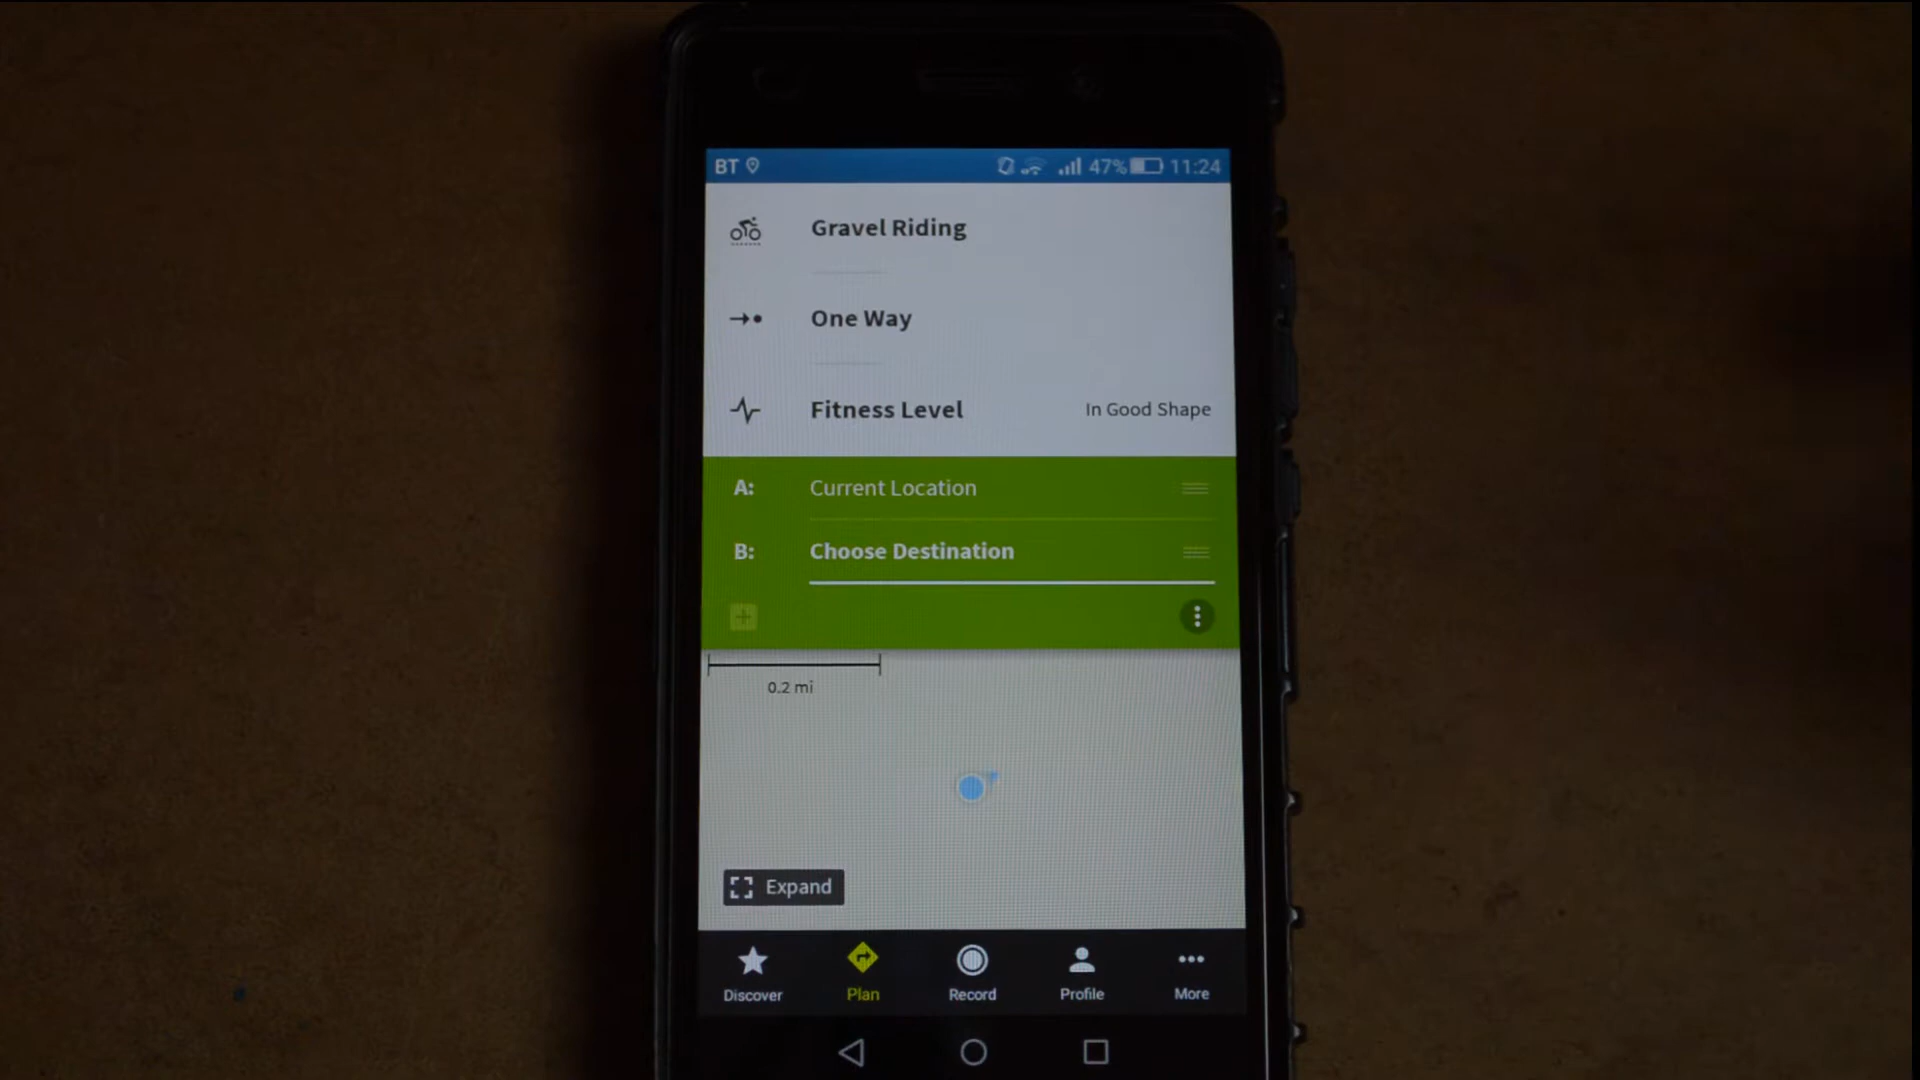 BT 47% 11:24
Gravel Riding
One Way
Fitness Level In Good Shape
A: Current Location
B: Choose Destination
0.2 mi
Expand
Discover Plan Record Profile More